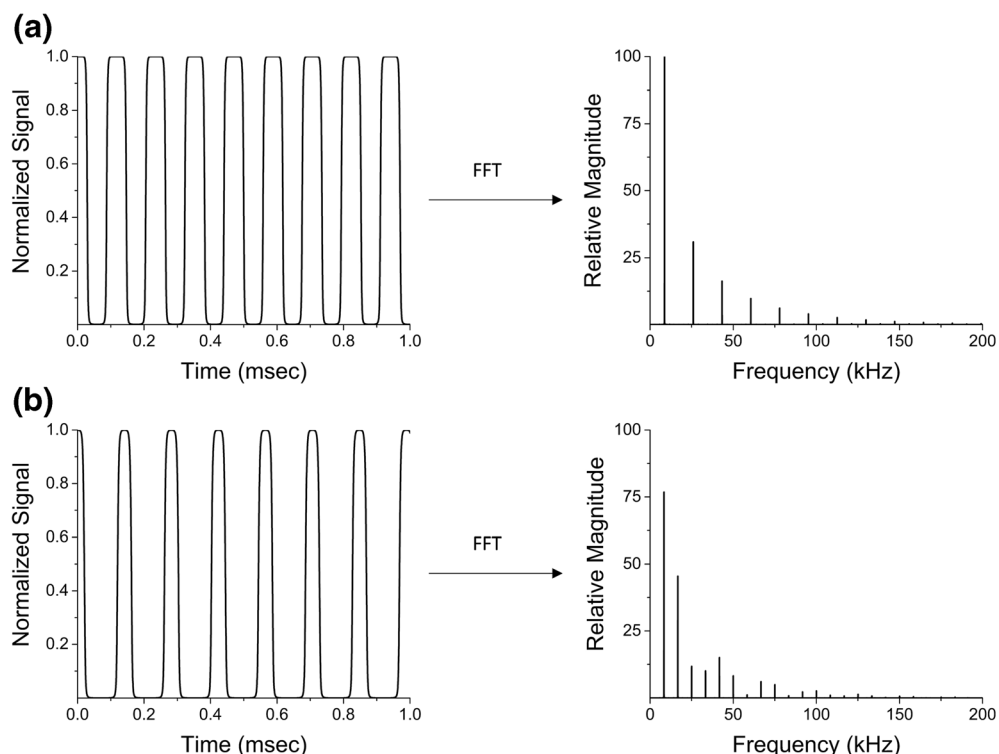 (a)
1.0
0.8
0.6
0.4
0.2
Normalized Signal
0.0 0.2 0.4 0.6 0.8 1.0
Time (msec)
FFT
100
75
50
25
Relative Magnitude
0 50 100 150 200
Frequency (kHz)
(b)
1.0
0.8
0.6
0.4
0.2
Normalized Signal
0.0 0.2 0.4 0.6 0.8 1.0
Time (msec)
FFT
100
75
50
25
Relative Magnitude
0 50 100 150 200
Frequency (kHz)